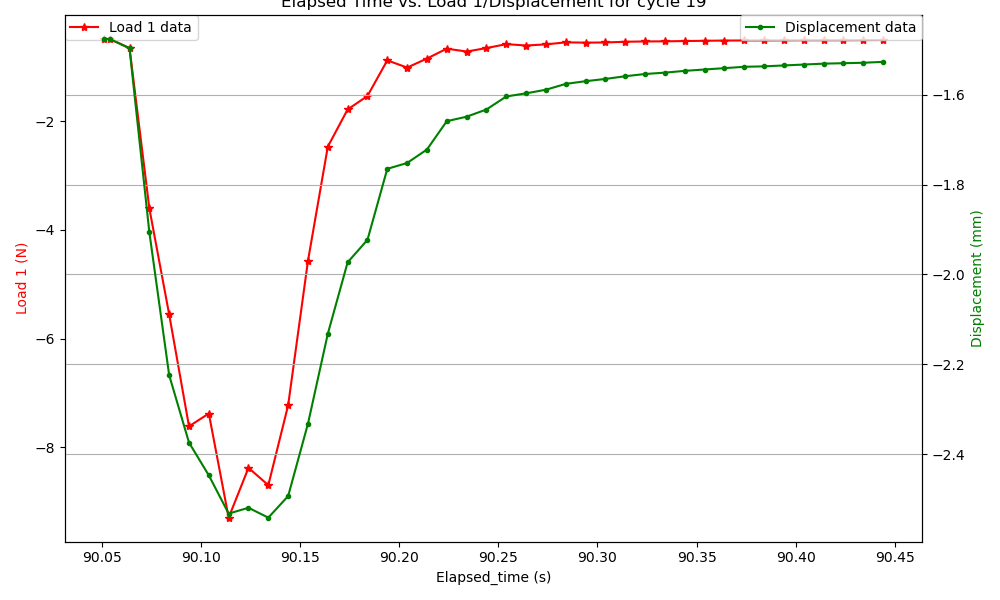 Elapsed Time vs. Load 1/Displacement for cycle 19
Load 1 data
Displacement data
−2
−4
−6
−8
Load 1 (N)
−1.6
−1.8
−2.0
−2.2
−2.4
Displacement (mm)
90.05 90.10 90.15 90.20 90.25 90.30 90.35 90.40 90.45
Elapsed_time (s)